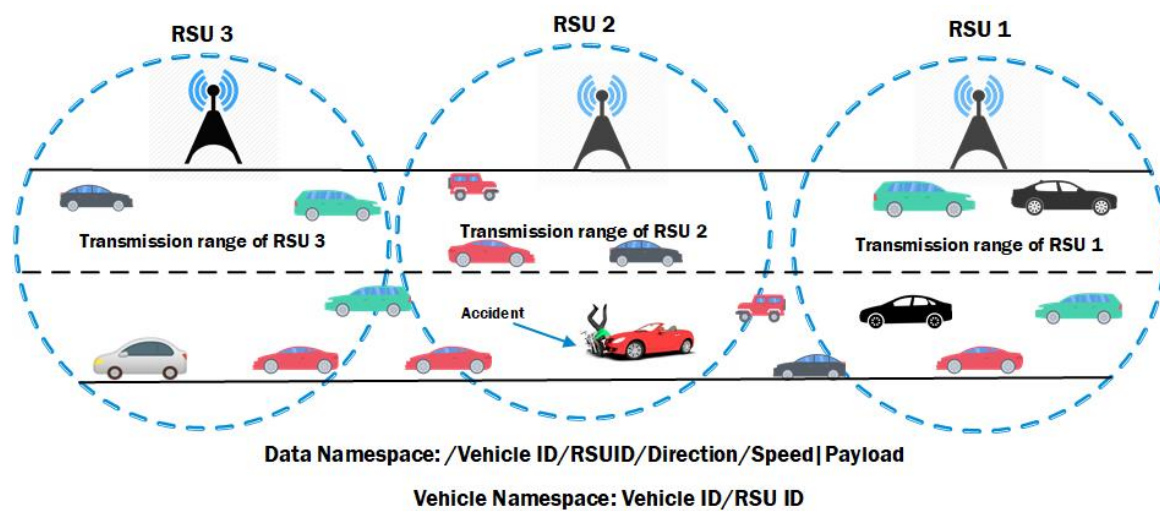 RSU 3
RSU 2
RSU 1
Transmission range of RSU 3
Transmission range of RSU 2
Transmission range of RSU 1
Accident
Data Namespace: /Vehicle ID/RSUID/Direction/Speed|Payload
Vehicle Namespace: Vehicle ID/RSU ID